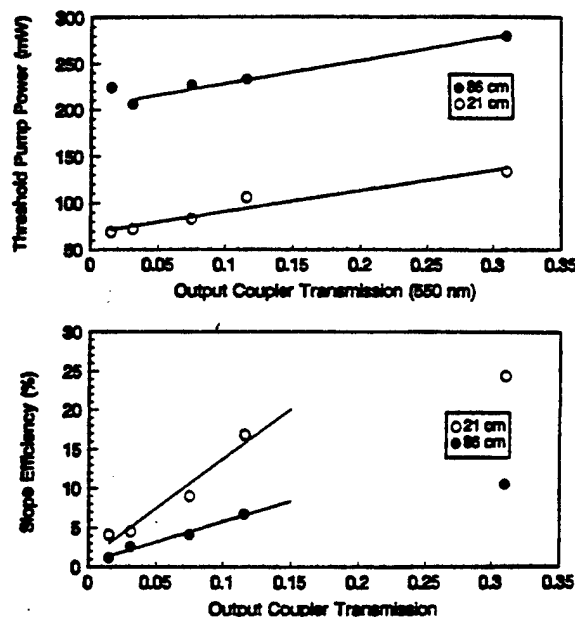 Threshold Pump Power (mW)
300
250
200
150
100
50
● 86 cm
○ 21 cm
0 0.05 0.1 0.15 0.2 0.25 0.3 0.35
Output Coupler Transmission (550 nm)
Slope Efficiency (%)
30
25
20
15
10
5
0
○ 21 cm
● 86 cm
0 0.05 0.1 0.15 0.2 0.25 0.3 0.35
Output Coupler Transmission